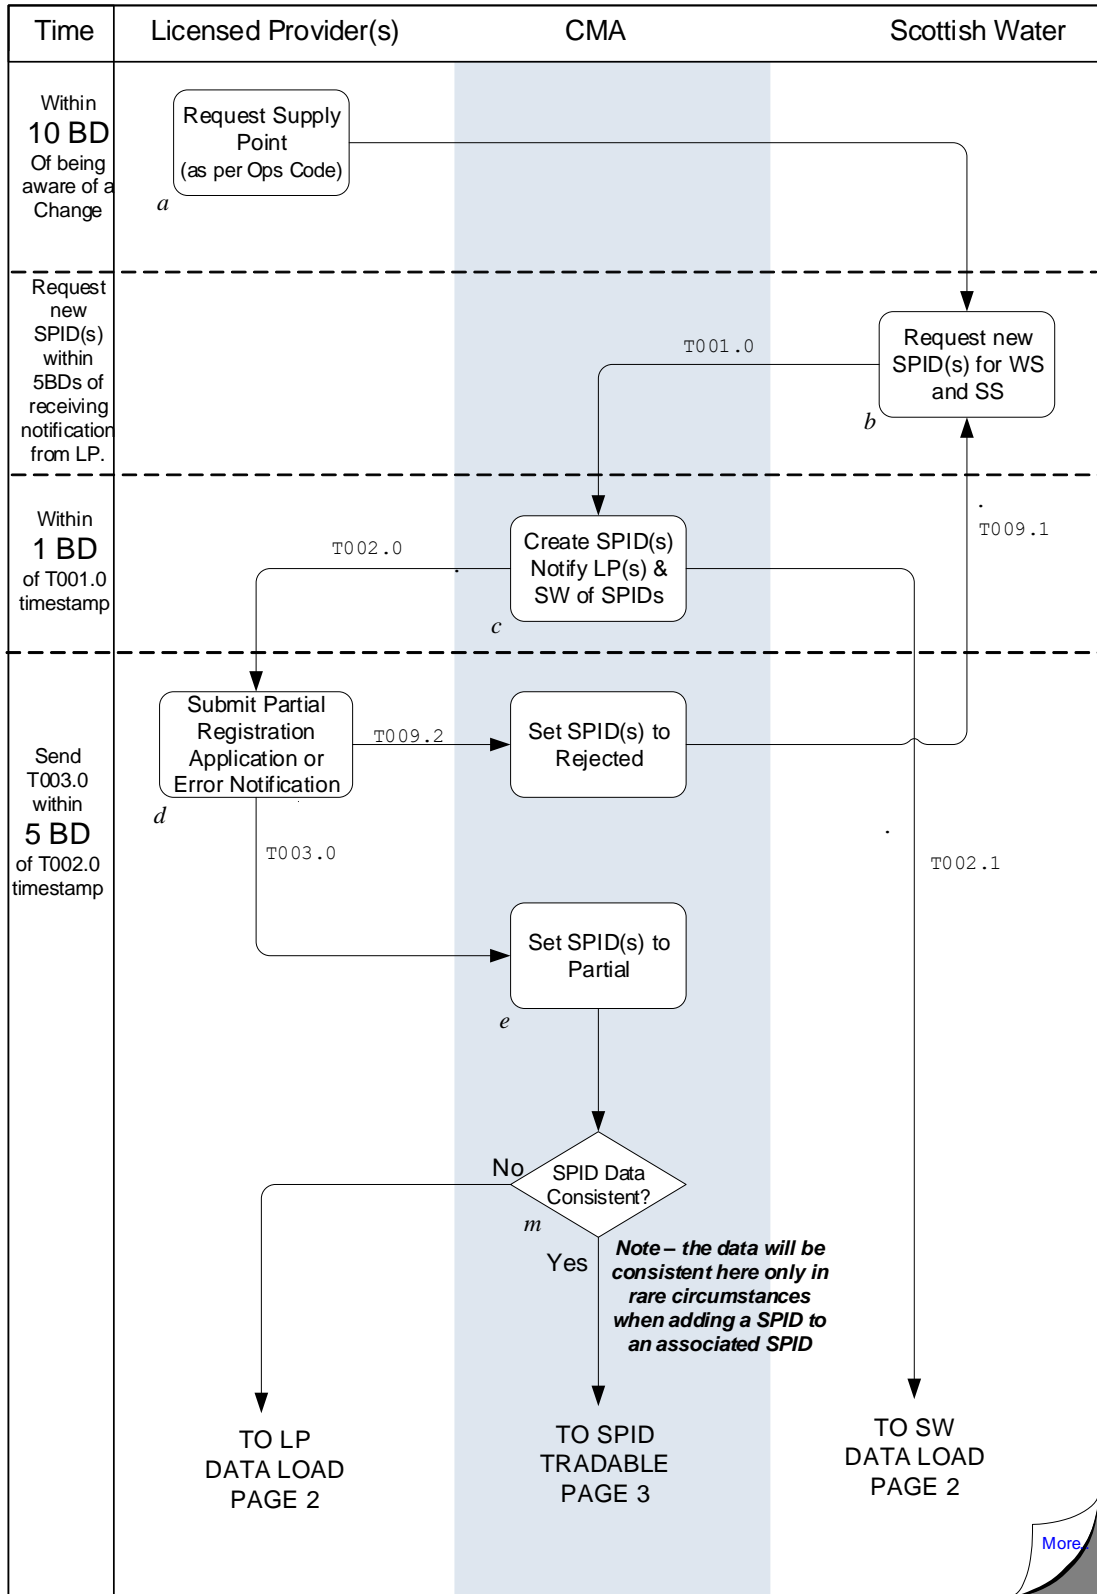 Time
Licensed Provider(s)
CMA
Scottish Water
Within
10 BD
Of being
aware of a
Change
Request Supply
Point
(as per Ops Code)
a
Request
new
SPID(s)
within
5BDs of
receiving
notification
from LP.
T001.0
Request new
SPID(s) for WS
and SS
b
Within
1 BD
of T001.0
timestamp
T002.0
Create SPID(s)
Notify LP(s) &
SW of SPIDs
c
T009.1
Send
T003.0
within
5 BD
of T002.0
timestamp
Submit Partial
Registration
Application or
Error Notification
d
T009.2
Set SPID(s) to
Rejected
T003.0
T002.1
Set SPID(s) to
Partial
e
No
SPID Data
Consistent?
m
Yes
Note – the data will be
consistent here only in
rare circumstances
when adding a SPID to
an associated SPID
TO LP
DATA LOAD
PAGE 2
TO SPID
TRADABLE
PAGE 3
TO SW
DATA LOAD
PAGE 2
More..